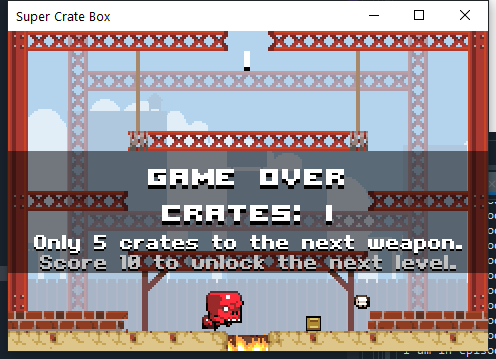 Super Crate Box
GAME OVER
CRATES: 1
Only 5 crates to the next weapon.
Score 10 to unlock the next level.